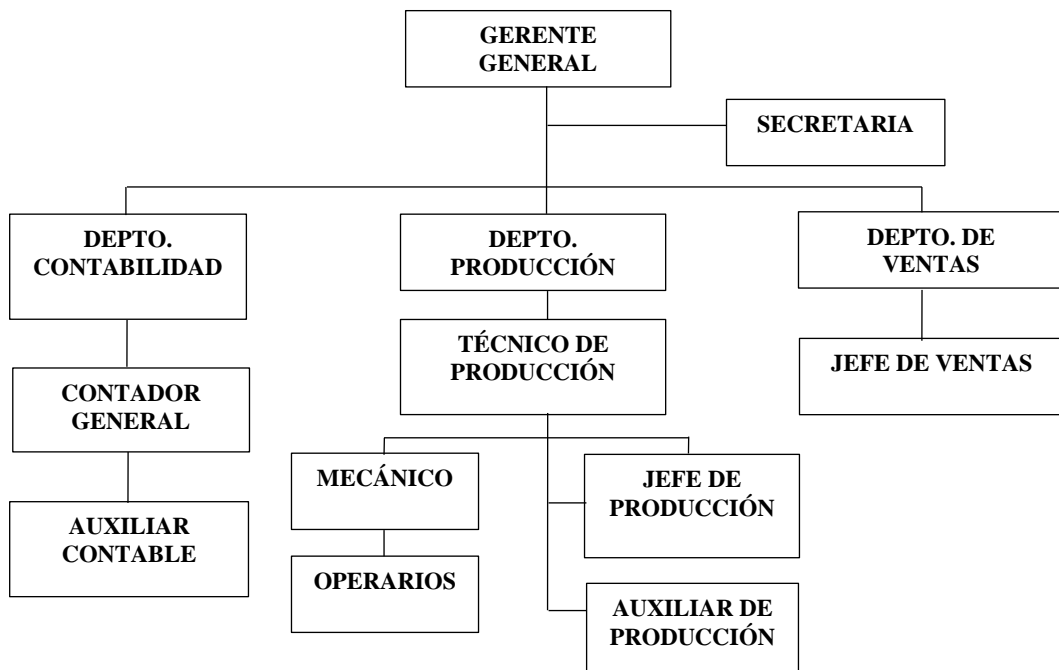 GERENTE
GENERAL
SECRETARIA
DEPTO.
CONTABILIDAD
DEPTO.
PRODUCCIÓN
DEPTO. DE
VENTAS
TÉCNICO DE
PRODUCCIÓN
JEFE DE VENTAS
CONTADOR
GENERAL
MECÁNICO
JEFE DE
PRODUCCIÓN
AUXILIAR
CONTABLE
OPERARIOS
AUXILIAR DE
PRODUCCIÓN